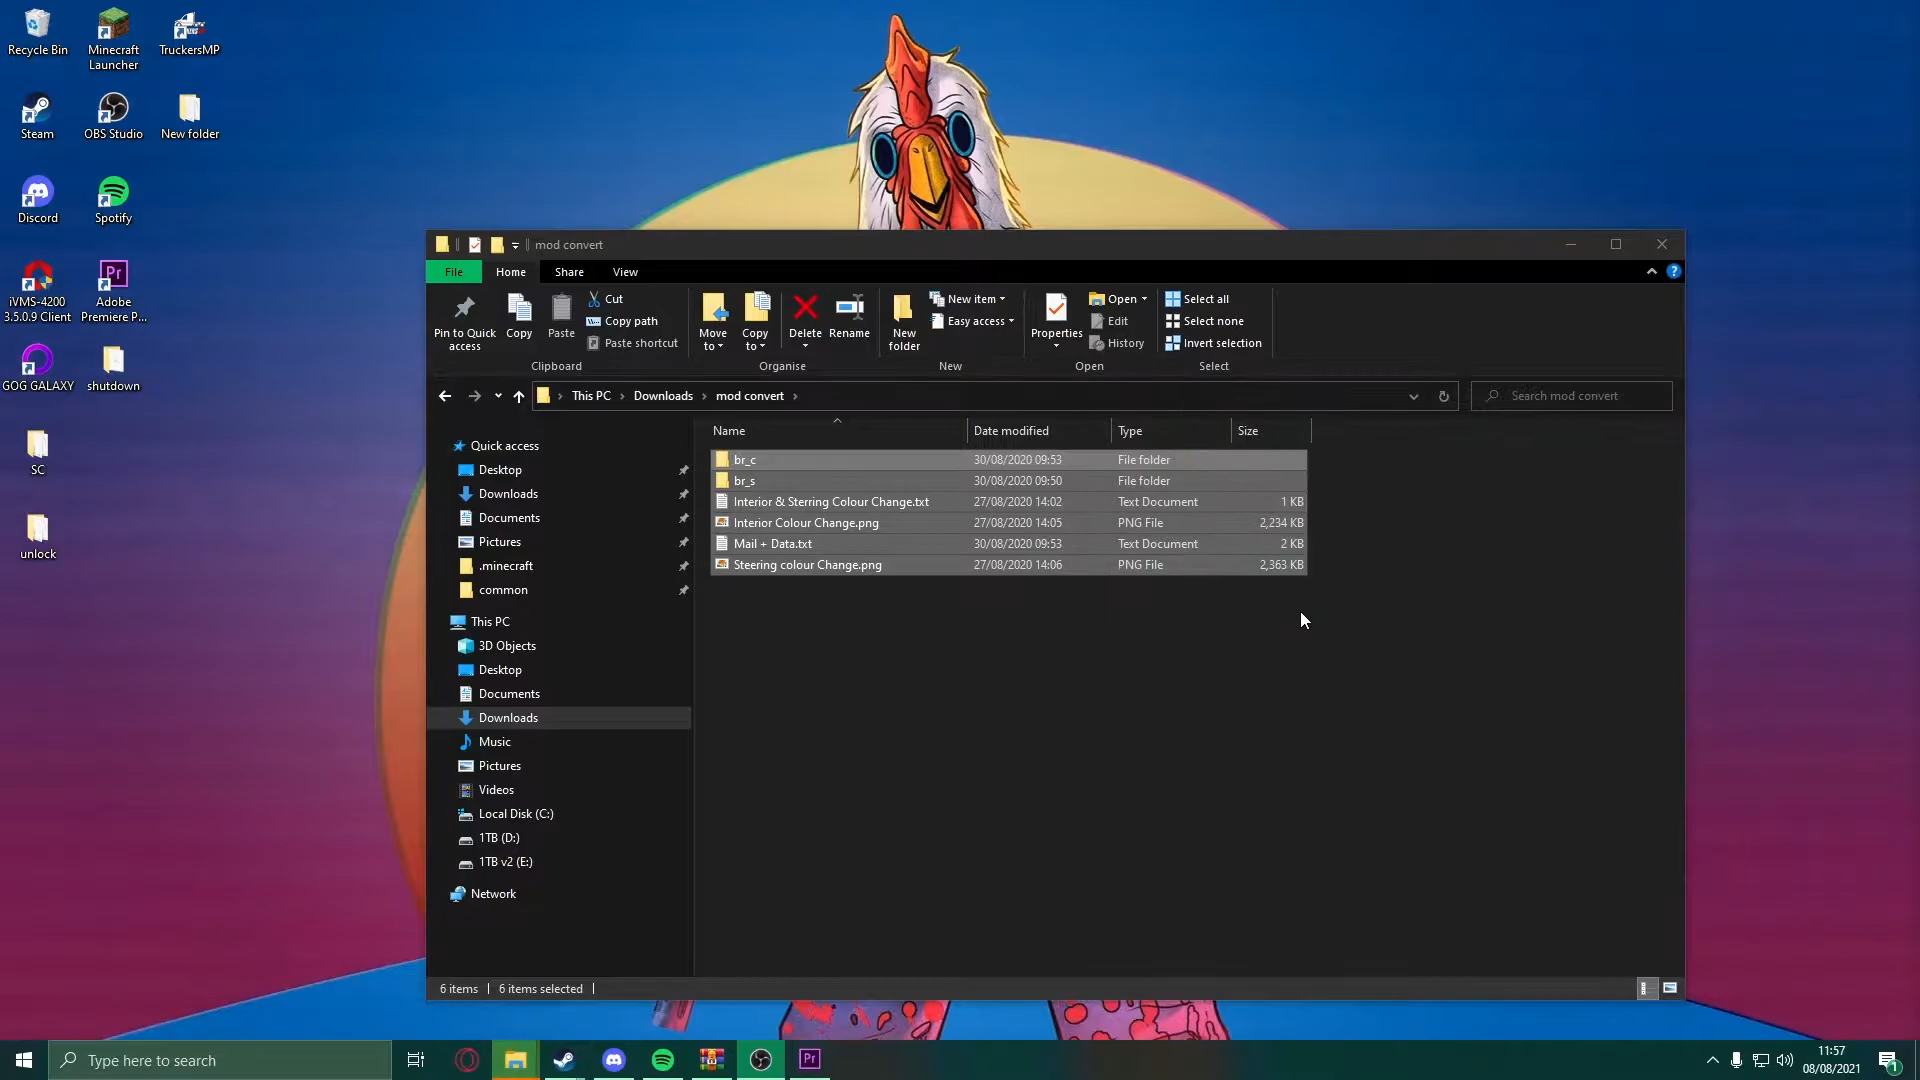 Recycle Bin
Minecraft
Launcher
TruckersMP
Steam
OBS Studio
New folder
Discord
Spotify
iVMS-4200
3.5.0.9 Client
Adobe
Premiere P...
GOG GALAXY
shutdown
SC
unlock
mod convert
File
Home
Share
View
Pin to Quick
access
Copy
Paste
Cut
Copy path
Paste shortcut
Clipboard
Move
to
Copy
to
Delete
Rename
Organise
New
folder
New item
Easy access
New
Properties
Open
Edit
History
Open
Select all
Select none
Invert selection
Select
This PC
Downloads
mod convert
Search mod convert
Quick access
Desktop
Downloads
Documents
Pictures
.minecraft
common
This PC
3D Objects
Desktop
Documents
Downloads
Music
Pictures
Videos
Local Disk (C:)
1TB (D:)
1TB v2 (E:)
Network
Name Date modified Type Size
br_c 30/08/2020 09:53 File folder
br_s 30/08/2020 09:50 File folder
Interior & Sterring Colour Change.txt 27/08/2020 14:02 Text Document 1 KB
Interior Colour Change.png 27/08/2020 14:05 PNG File 2,234 KB
Mail + Data.txt 30/08/2020 09:53 Text Document 2 KB
Steering colour Change.png 27/08/2020 14:06 PNG File 2,363 KB
6 items 6 items selected
Type here to search
Pr
Pr
11:57
08/08/2021
1